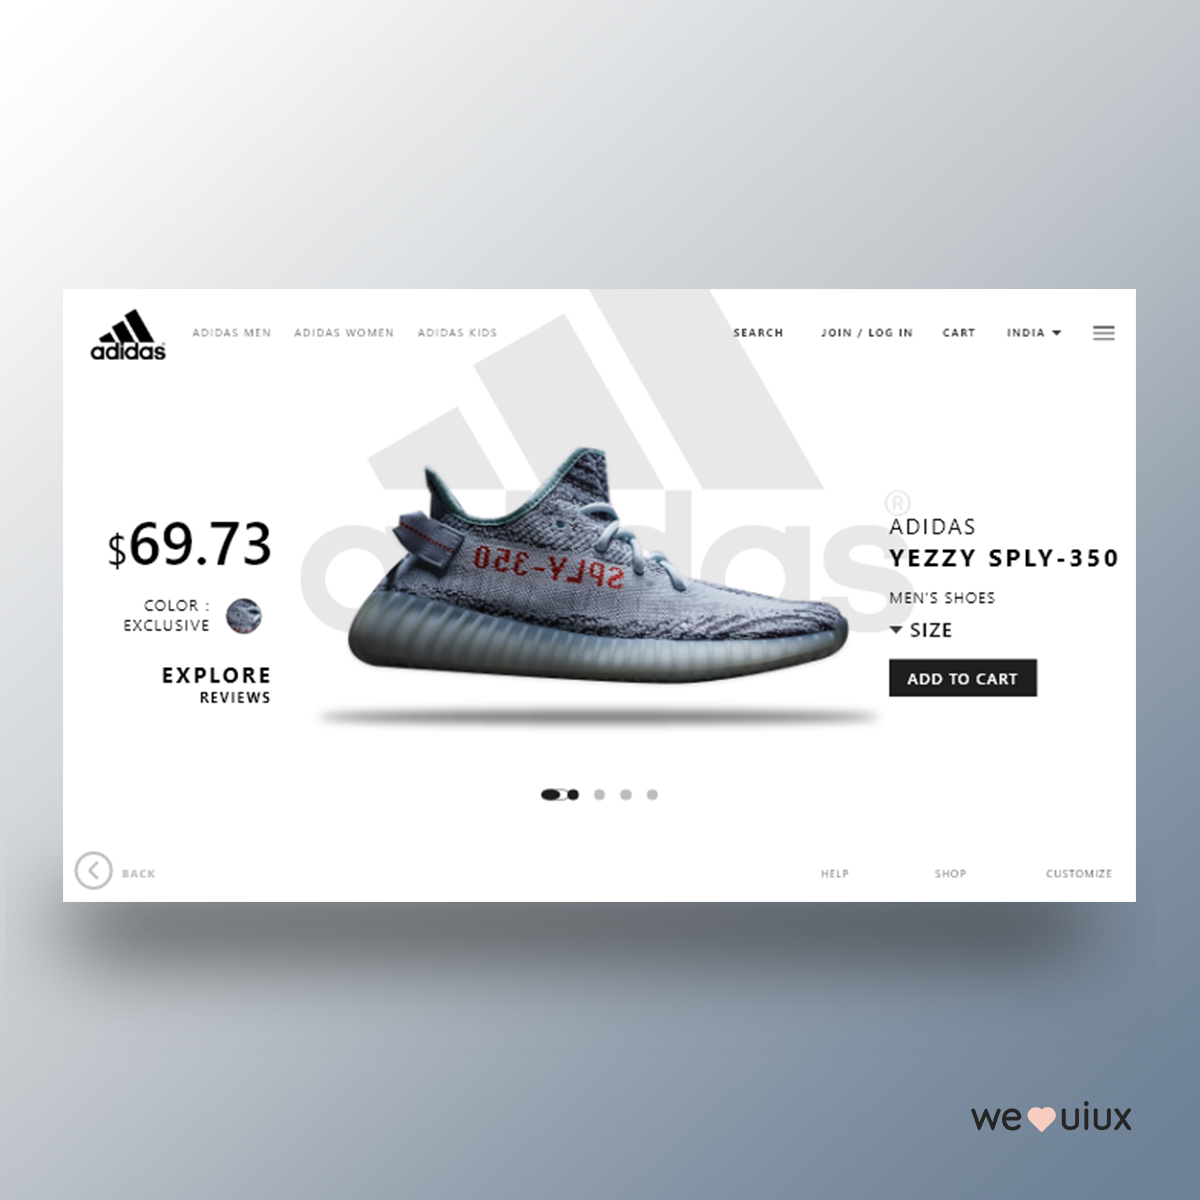 adidas
ADIDAS MEN
ADIDAS WOMEN
ADIDAS KIDS
SEARCH
JOIN / LOG IN
CART
INDIA
adidas®
$69.73
COLOR :
EXCLUSIVE
EXPLORE
REVIEWS
SPLY-350
ADIDAS
YEZZY SPLY-350
MEN'S SHOES
SIZE
ADD TO CART
BACK
HELP
SHOP
CUSTOMIZE
we uiux